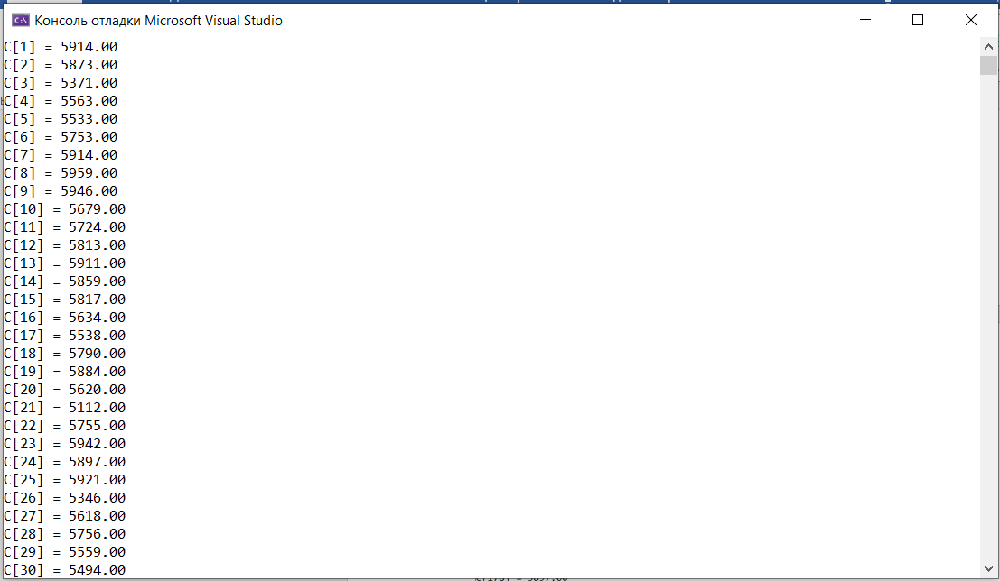 Консоль отладки Microsoft Visual Studio
C[1] = 5914.00
C[2] = 5873.00
C[3] = 5371.00
C[4] = 5563.00
C[5] = 5533.00
C[6] = 5753.00
C[7] = 5914.00
C[8] = 5959.00
C[9] = 5946.00
C[10] = 5679.00
C[11] = 5724.00
C[12] = 5813.00
C[13] = 5911.00
C[14] = 5859.00
C[15] = 5817.00
C[16] = 5634.00
C[17] = 5538.00
C[18] = 5790.00
C[19] = 5884.00
C[20] = 5620.00
C[21] = 5112.00
C[22] = 5755.00
C[23] = 5942.00
C[24] = 5897.00
C[25] = 5921.00
C[26] = 5346.00
C[27] = 5618.00
C[28] = 5756.00
C[29] = 5559.00
C[30] = 5494.00